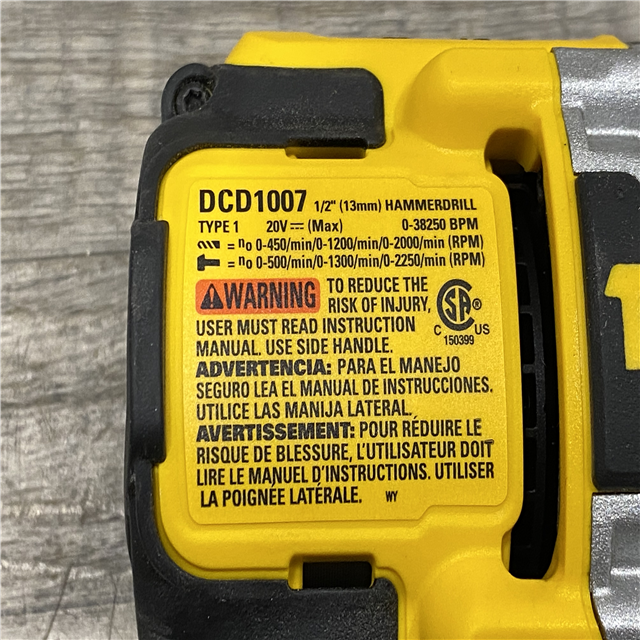 DCD1007 1/2" (13mm) HAMMERDRILL
TYPE 1 20V⎓(Max) 0-38250 BPM
= n₀ 0-450/min/0-1200/min/0-2000/min (RPM)
= n₀ 0-500/min/0-1300/min/0-2250/min (RPM)
WARNING TO REDUCE THE
RISK OF INJURY,
USER MUST READ INSTRUCTION
MANUAL. USE SIDE HANDLE.
CSA®
C US
150399
ADVERTENCIA: PARA EL MANEJO
SEGURO LEA EL MANUAL DE INSTRUCCIONES.
UTILICE LAS MANIJA LATERAL.
AVERTISSEMENT: POUR RÉDUIRE LE
RISQUE DE BLESSURE, L'UTILISATEUR DOIT
LIRE LE MANUEL D'INSTRUCTIONS. UTILISER
LA POIGNÉE LATÉRALE. WY
1